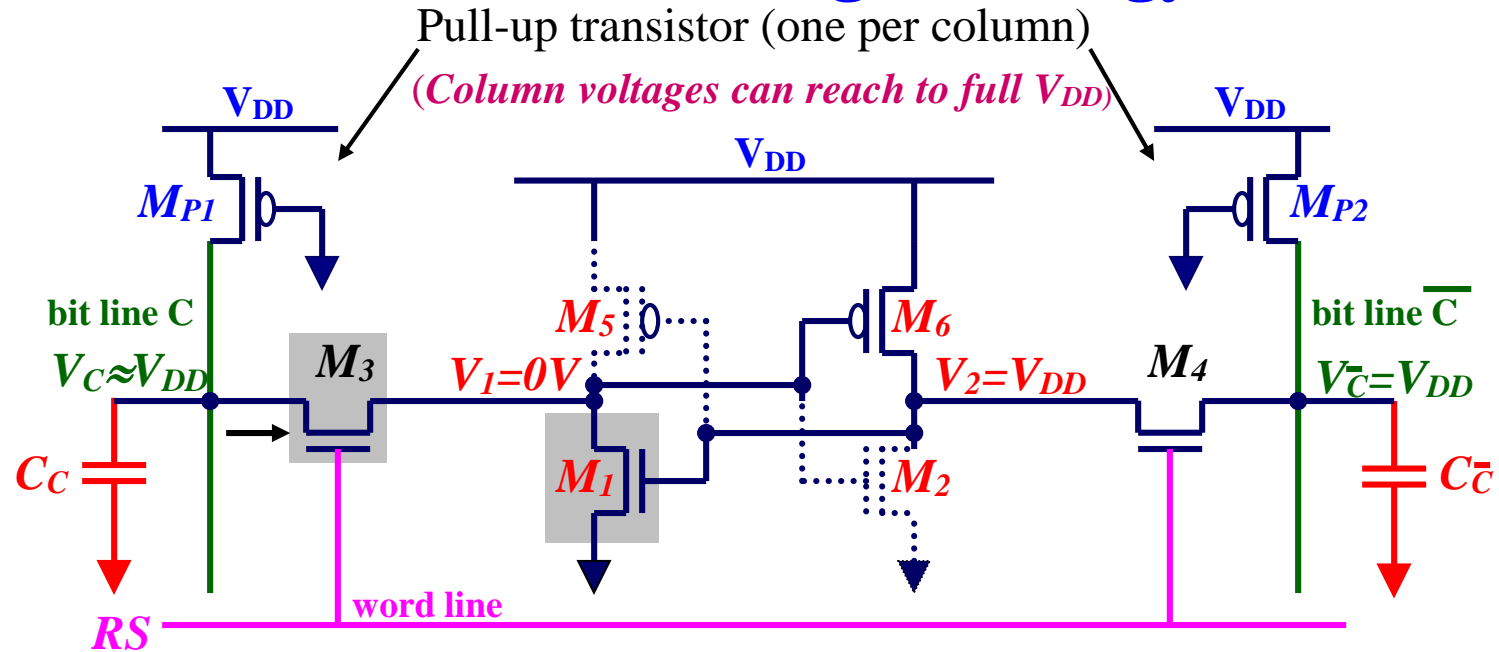 Pull-up transistor (one per column)
(Column voltages can reach to full VDD)
VDD
VDD
VDD
MP1
MP2
bit line C
bit line C̅
M5
M6
VC≈VDD
M3
V1=0V
V2=VDD
M4
VC̅=VDD
CC
M1
M2
CC̅
word line
RS